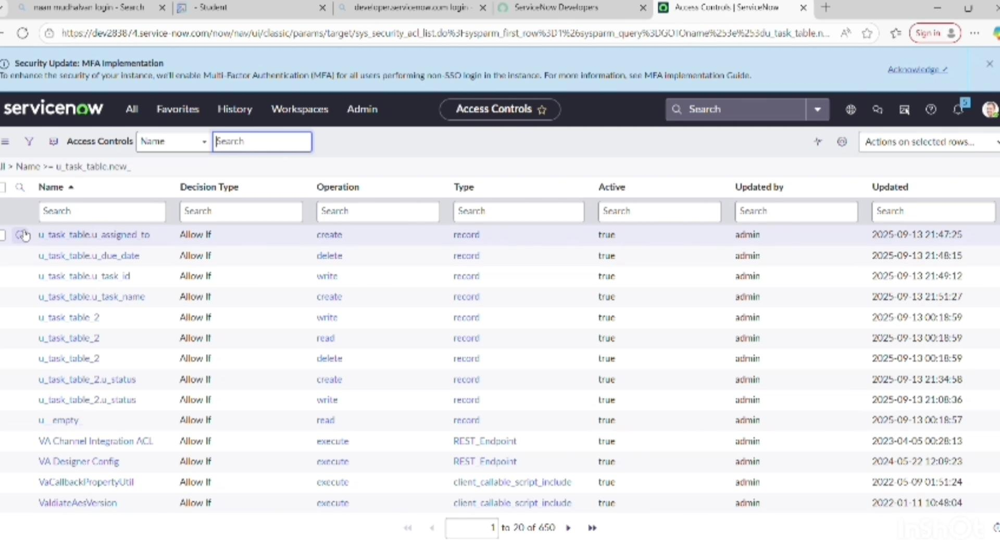 naan mudhalvan login - Search
- Student
developer.servicenow.com login -
ServiceNow Developers
Access Controls | ServiceNow
https://dev283874.service-now.com/now/nav/ui/classic/params/target/sys_security_acl_list.do%3Fsysparm_first_row%3D1%26sysparm_query%3DGOTOname%253e%253du_task_table.n...
Sign in
Security Update: MFA Implementation
To enhance the security of your instance, we'll enable Multi-Factor Authentication (MFA) for all users performing non-SSO login in the instance. For more information, see MFA implementation Guide.
Acknowledge
servicenow
All Favorites History Workspaces Admin
Access Controls
Search
5
Access Controls Name Search
Actions on selected rows...
> Name >= u_task_table.new_
Name Decision Type Operation Type Active Updated by Updated
Search Search Search Search Search Search Search
u_task_table.u_assigned_to Allow If create record true admin 2025-09-13 21:47:25
u_task_table.u_due_date Allow If delete record true admin 2025-09-13 21:48:15
u_task_table.u_task_id Allow If write record true admin 2025-09-13 21:49:12
u_task_table.u_task_name Allow If create record true admin 2025-09-13 21:51:27
u_task_table_2 Allow If write record true admin 2025-09-13 00:18:59
u_task_table_2 Allow If read record true admin 2025-09-13 00:18:59
u_task_table_2 Allow If delete record true admin 2025-09-13 00:18:59
u_task_table_2.u_status Allow If create record true admin 2025-09-13 21:34:58
u_task_table_2.u_status Allow If write record true admin 2025-09-13 21:08:36
u__empty_ Allow If read record true admin 2025-09-13 00:18:57
VA Channel Integration ACL Allow If execute REST_Endpoint true admin 2023-04-05 00:28:13
VA Designer Config Allow If execute REST_Endpoint true admin 2024-05-22 12:09:23
VaCallbackPropertyUtil Allow If execute client_callable_script_include true admin 2022-05-09 01:51:24
ValdiateAesVersion Allow If execute client_callable_script_include true admin 2022-01-11 10:48:04
1 to 20 of 650
InShOt